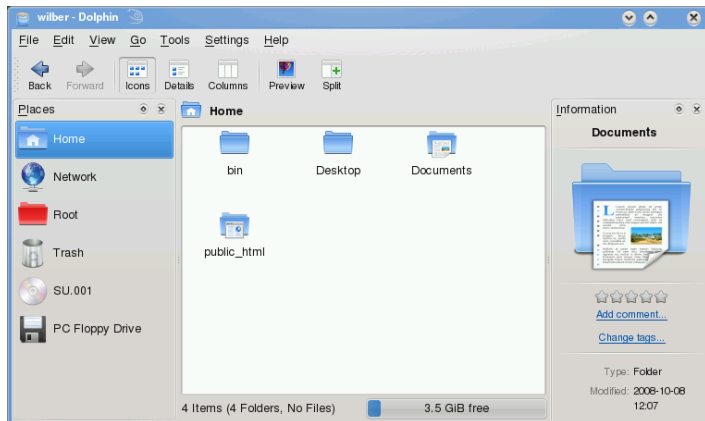 wilber - Dolphin
File Edit View Go Tools Settings Help
Back Forward Icons Details Columns Preview Split
Places
Home
Network
Root
Trash
SU.001
PC Floppy Drive
Home
bin Desktop Documents
public_html
4 Items (4 Folders, No Files) 3.5 GiB free
Information
Documents
Add comment...
Change tags...
Type: Folder
Modified: 2008-10-08
12:07